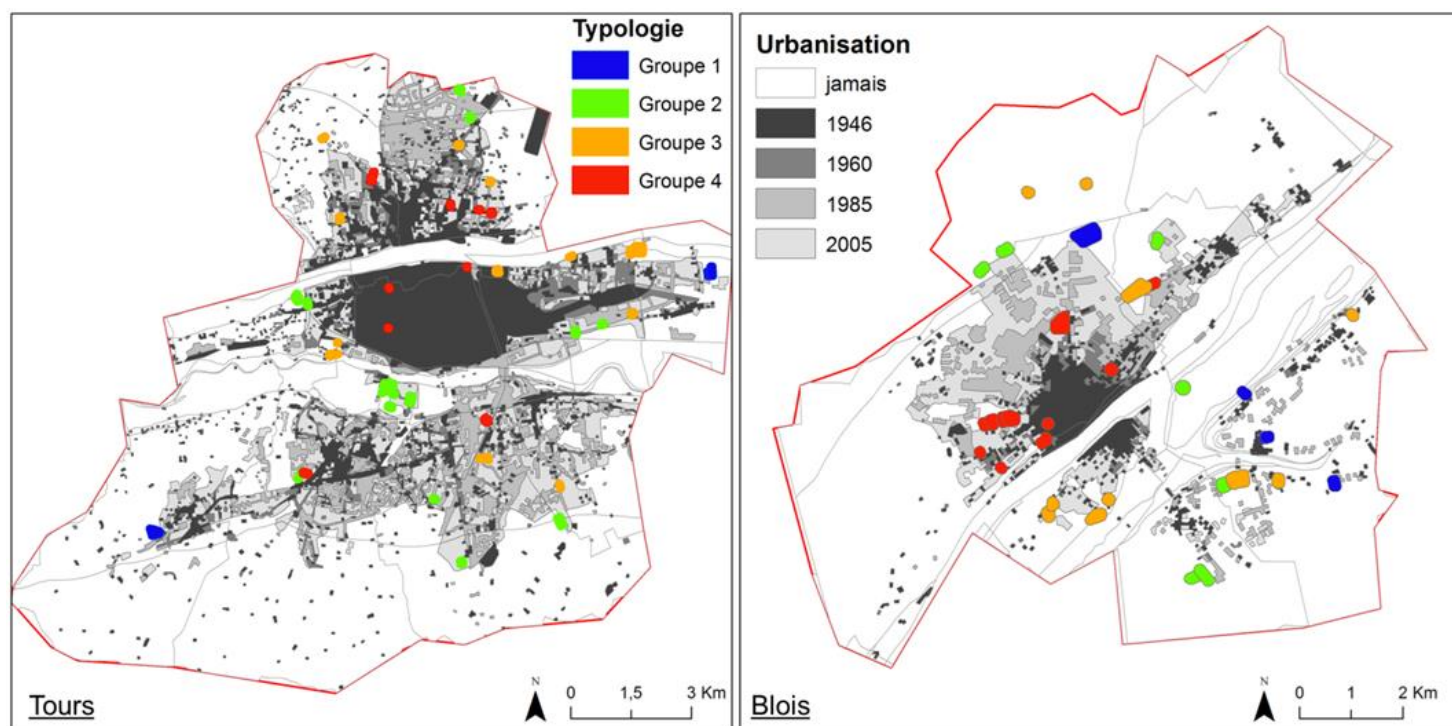 Typologie
Groupe 1
Groupe 2
Groupe 3
Groupe 4
Tours
N
0 1,5 3 Km
Urbanisation
jamais
1946
1960
1985
2005
Blois
N
0 1 2 Km